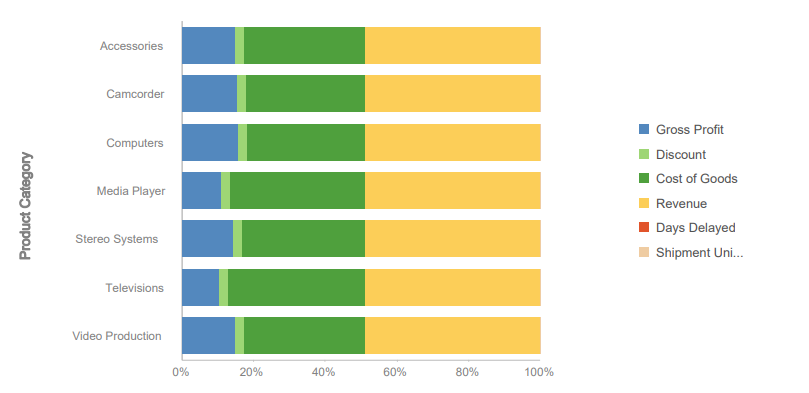 Product Category
Accessories
Camcorder
Computers
Media Player
Stereo Systems
Televisions
Video Production
0% 20% 40% 60% 80% 100%
Gross Profit
Discount
Cost of Goods
Revenue
Days Delayed
Shipment Uni...